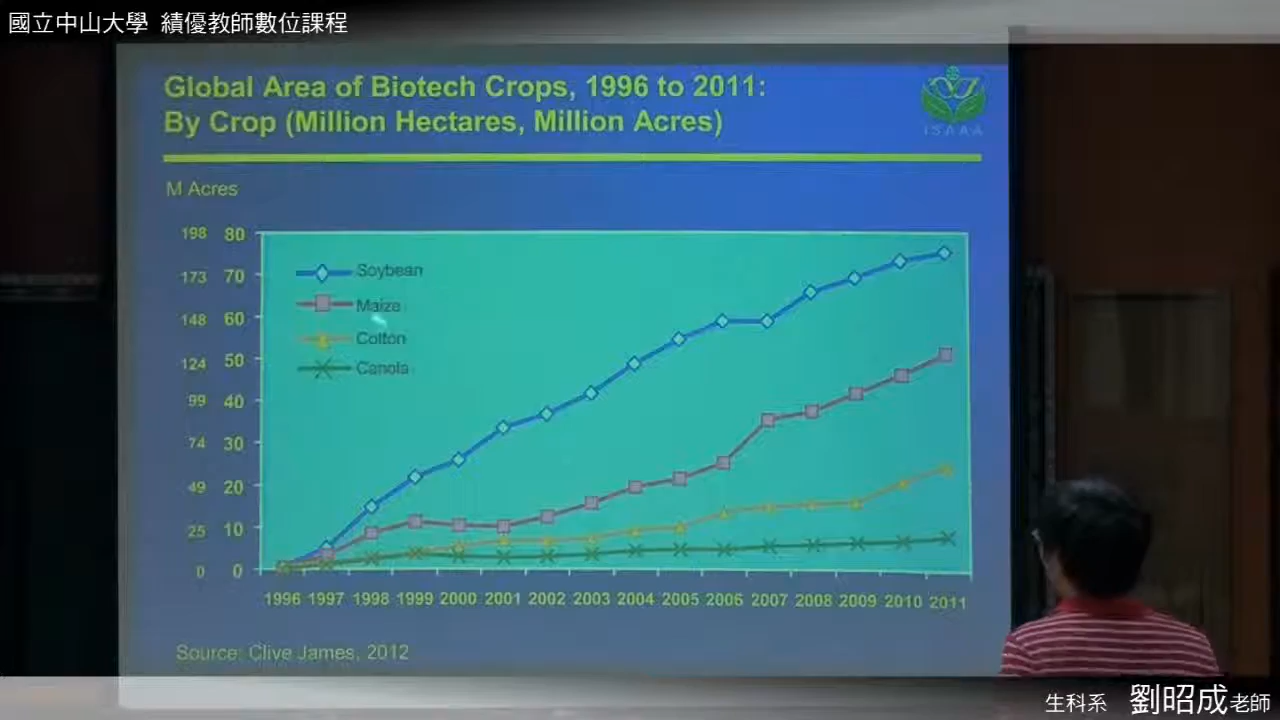 國立中山大學 績優教師數位課程
Global Area of Biotech Crops, 1996 to 2011:
By Crop (Million Hectares, Million Acres)
ISAAA
M Acres
198 80
173 70
148 60
124 50
99 40
74 30
49 20
25 10
0 0
Soybean
Maize
Cotton
Canola
1996 1997 1998 1999 2000 2001 2002 2003 2004 2005 2006 2007 2008 2009 2010 2011
Source: Clive James, 2012
生科系 劉昭成老師